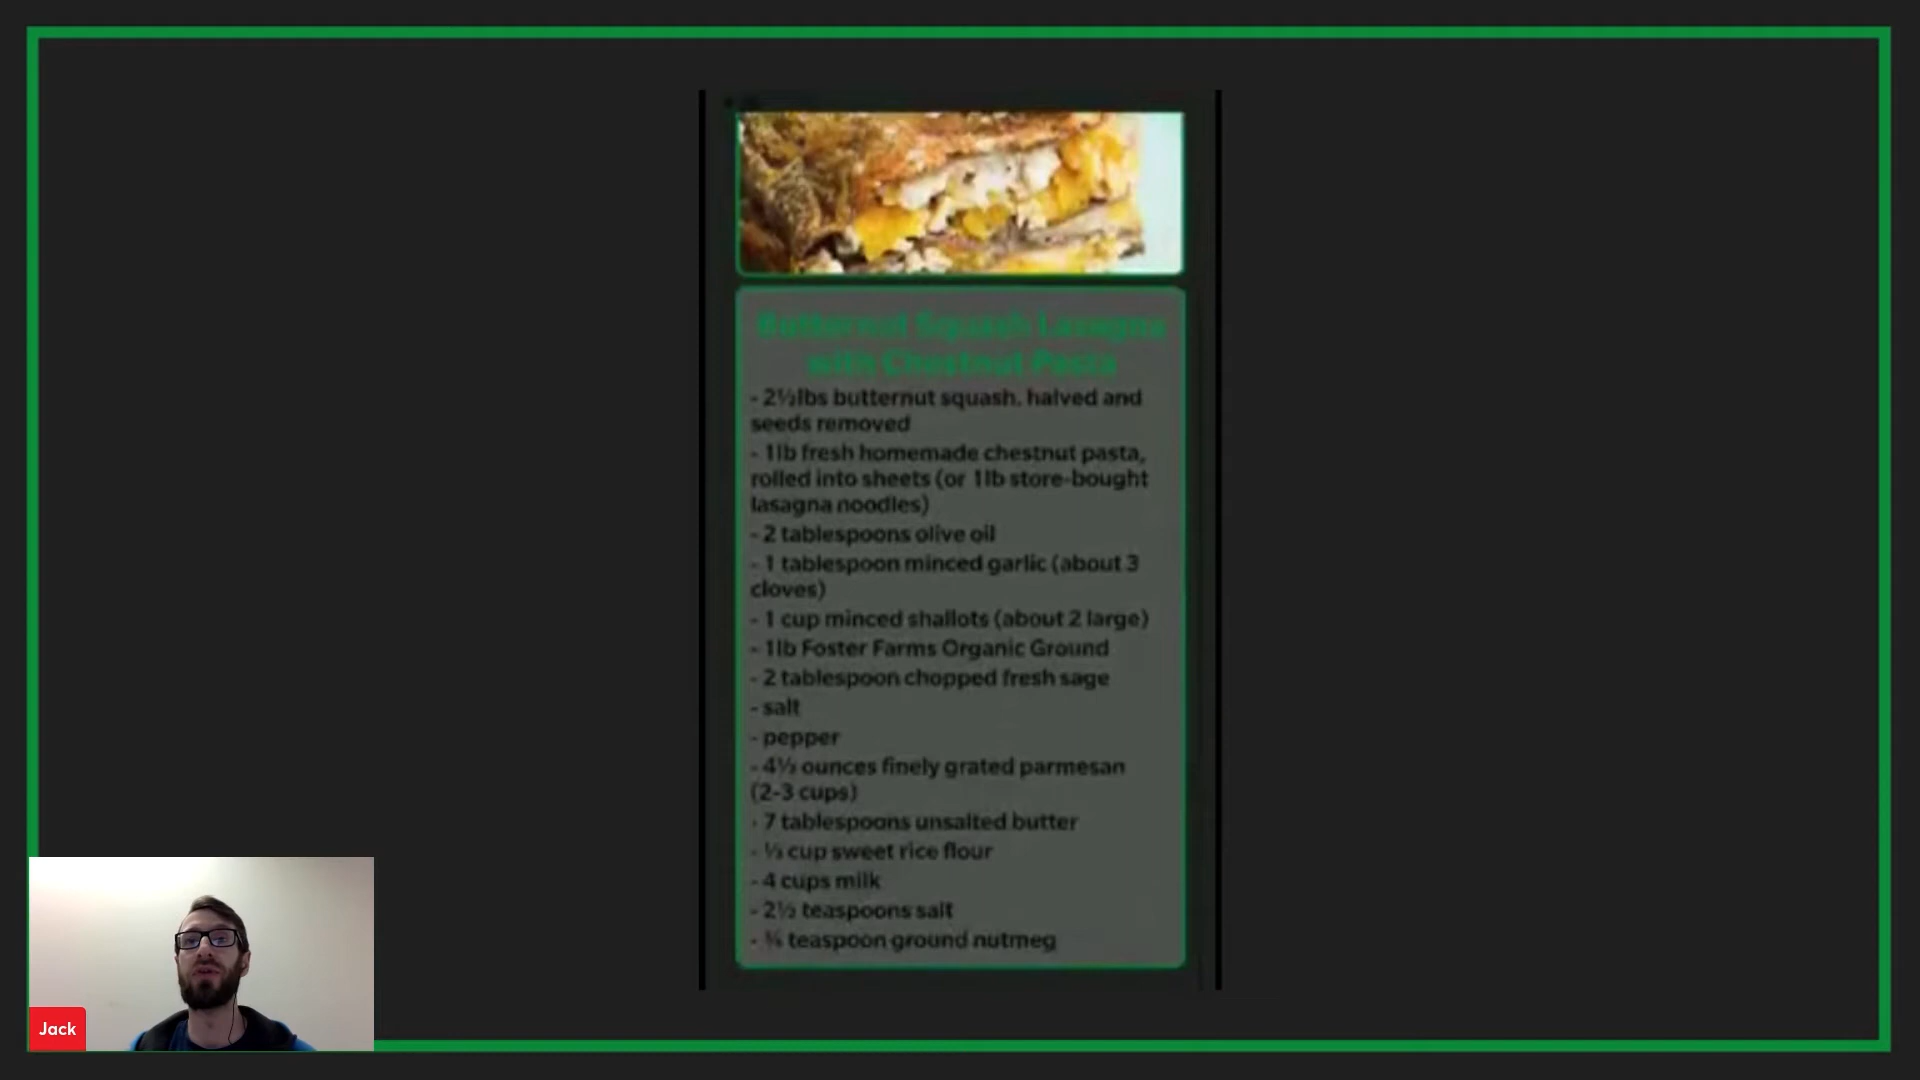 Butternut Squash Lasagna
with Chestnut Pasta
- 2½lbs butternut squash, halved and
seeds removed
- 1lb fresh homemade chestnut pasta,
rolled into sheets (or 1lb store-bought
lasagna noodles)
- 2 tablespoons olive oil
- 1 tablespoon minced garlic (about 3
cloves)
- 1 cup minced shallots (about 2 large)
- 1lb Foster Farms Organic Ground
- 2 tablespoon chopped fresh sage
- salt
- pepper
- 4½ ounces finely grated parmesan
(2-3 cups)
- 7 tablespoons unsalted butter
- cup sweet rice flour
- 4 cups milk
- 2½ teaspoons salt
- teaspoon ground nutmeg
Jack